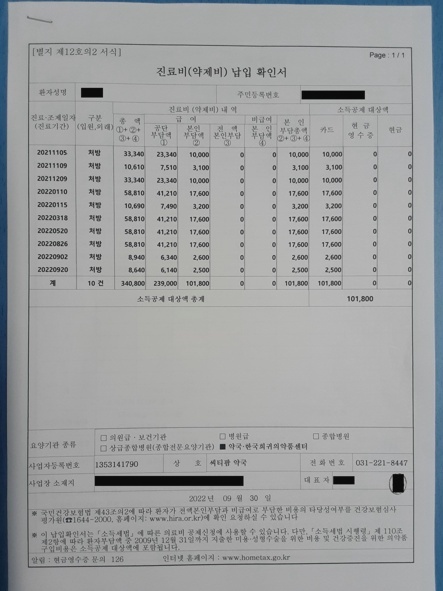 [별지 제12호의2 서식]
Page : 1 / 1
진료비(약제비) 납입 확인서
환자성명 주민등록번호
진료·조제일자 (진료기간) 구분 (입원,외래) 진료비 (약제비) 내 역 소득공제 대상액
총 액 ①+②+③+④ 급 여 비급여 본 인 부담총액 ②+③+④ 카드 현 금 영 수 증 현금
공단 부담액 ① 본인 부담액 ② 전 액 본인부담 ③ 본 인 부담액 ④
20211105 처방 33,340 23,340 10,000 0 0 10,000 10,000 0 0
20211109 처방 10,610 7,510 3,100 0 0 3,100 3,100 0 0
20211209 처방 33,340 23,340 10,000 0 0 10,000 10,000 0 0
20220110 처방 58,810 41,210 17,600 0 0 17,600 17,600 0 0
20220115 처방 10,690 7,490 3,200 0 0 3,200 3,200 0 0
20220318 처방 58,810 41,210 17,600 0 0 17,600 17,600 0 0
20220520 처방 58,810 41,210 17,600 0 0 17,600 17,600 0 0
20220826 처방 58,810 41,210 17,600 0 0 17,600 17,600 0 0
20220902 처방 8,940 6,340 2,600 0 0 2,600 2,600 0 0
20220920 처방 8,640 6,140 2,500 0 0 2,500 2,500 0 0
계 10 건 340,800 239,000 101,800 0 0 101,800 101,800 0 0
소득공제 대상액 총계 101,800
요양기관 종류 □ 의원급·보건기관 □ 병원급 □ 종합병원
□ 상급종합병원(종합전문요양기관) ■ 약국·한국희귀의약품센터
사업자등록번호 1353141790 상 호 씨티팜 약국 전 화 번 호 031-221-8447
사업장 소재지 대 표 자
2022년 09 월 30 일
※ 국민건강보험법 제43조의2에 따라 환자가 전액본인부담과 비급여로 부담한 비용의 타당성여부를 건강보험심사
평가원(☎1644-2000, 홈페이지: www.hira.or.kr)에 확인 요청하실 수 있습니다
※ 이 납입확인서는 「소득세법」에 따른 의료비 공제신청에 사용할 수 있습니다. 다만, 「소득세법 시행령」 제 110조
제2항에 따라 환자부담액 중 2009년 12월 31일까지 지출한 미용·성형수술을 위한 비용 및 건강증진을 위한 의약품
구입비용은 소득공제 대상액에 포함됩니다.
알림 : 현금영수증 문의 126 인터넷 홈페이지 : www.hometax.go.kr